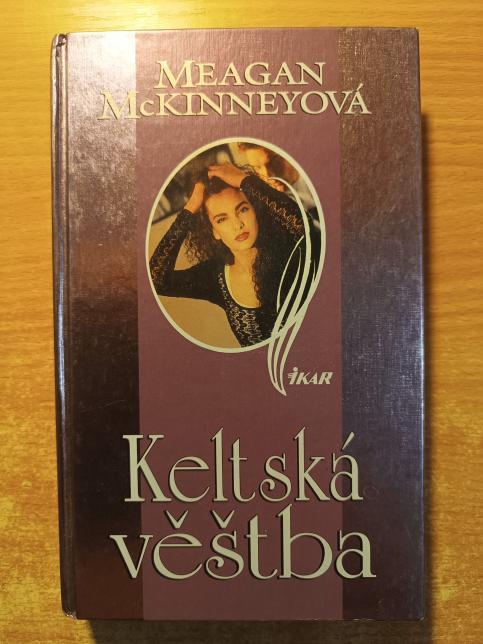 MEAGAN
McKINNEYOVÁ
IKAR
Keltská
věštba